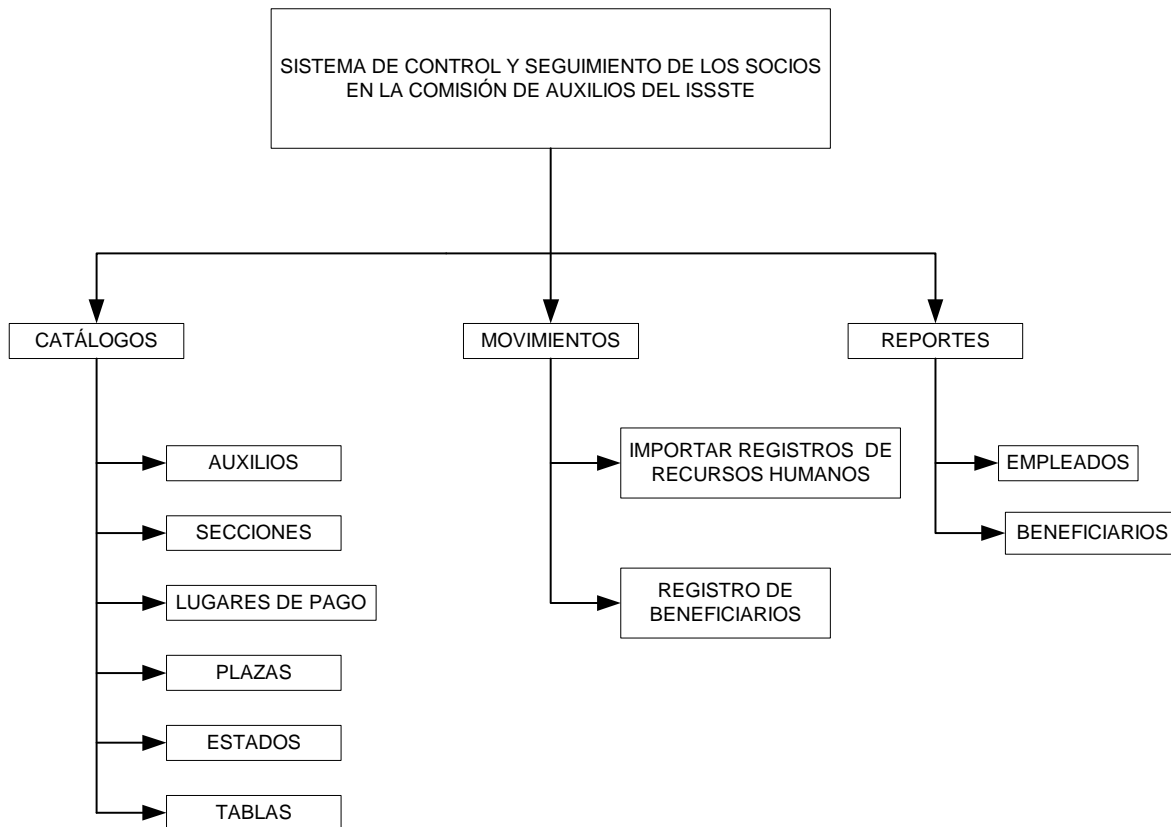 SISTEMA DE CONTROL Y SEGUIMIENTO DE LOS SOCIOS
EN LA COMISIÓN DE AUXILIOS DEL ISSSTE
CATÁLOGOS
MOVIMIENTOS
REPORTES
AUXILIOS
SECCIONES
LUGARES DE PAGO
PLAZAS
ESTADOS
TABLAS
IMPORTAR REGISTROS DE
RECURSOS HUMANOS
REGISTRO DE
BENEFICIARIOS
EMPLEADOS
BENEFICIARIOS